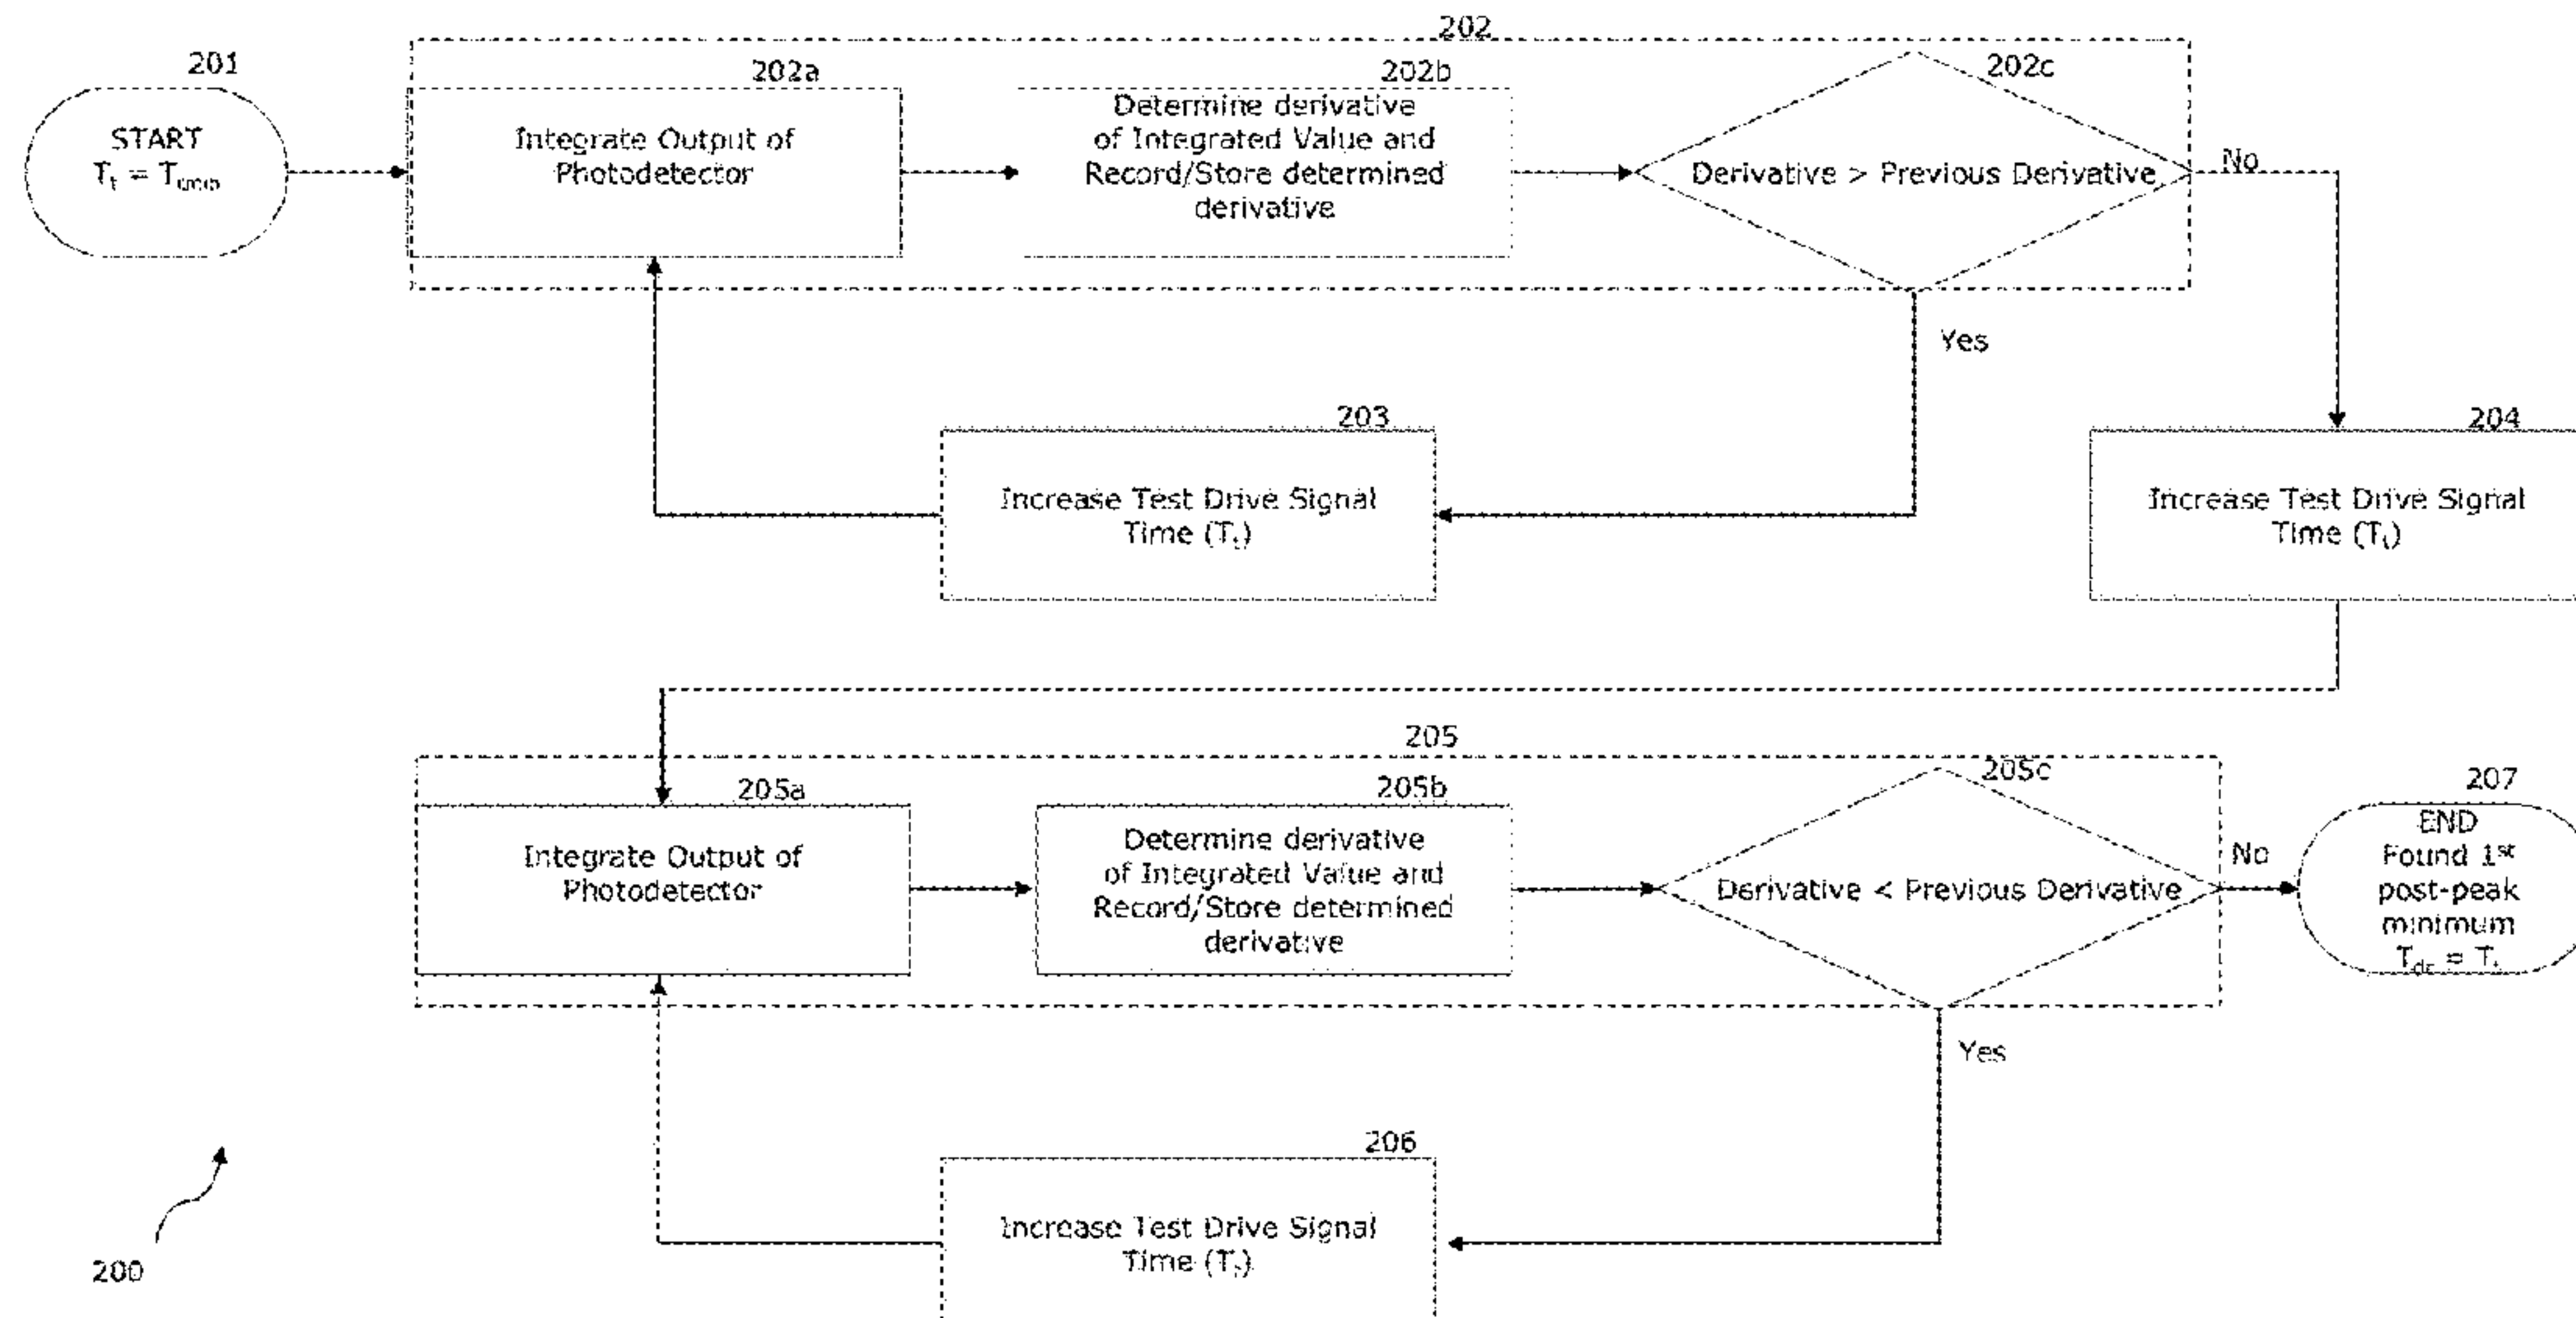 202
201
START
Tt = Ttmin
202a
Integrate Output of
Photodetector
202b
Determine derivative
of Integrated Value and
Record/Store determined
derivative
202c
Derivative > Previous Derivative
No
Yes
203
Increase Test Drive Signal
Time (Tt)
204
Increase Test Drive Signal
Time (Tt)
205
205a
Integrate Output of
Photodetector
205b
Determine derivative
of Integrated Value and
Record/Store determined
derivative
205c
Derivative < Previous Derivative
No
Yes
207
END
Found 1st
post-peak
minimum
Tdr = Tt
206
Increase Test Drive Signal
Time (Tt)
200